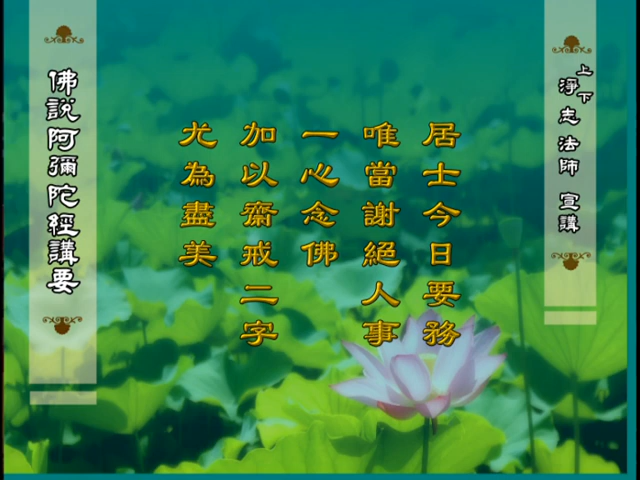 上淨下志法師 宣講
居士今日要務
唯當謝絕人事
一心念佛
加以齋戒二字
尤為盡美
佛說阿彌陀經講要